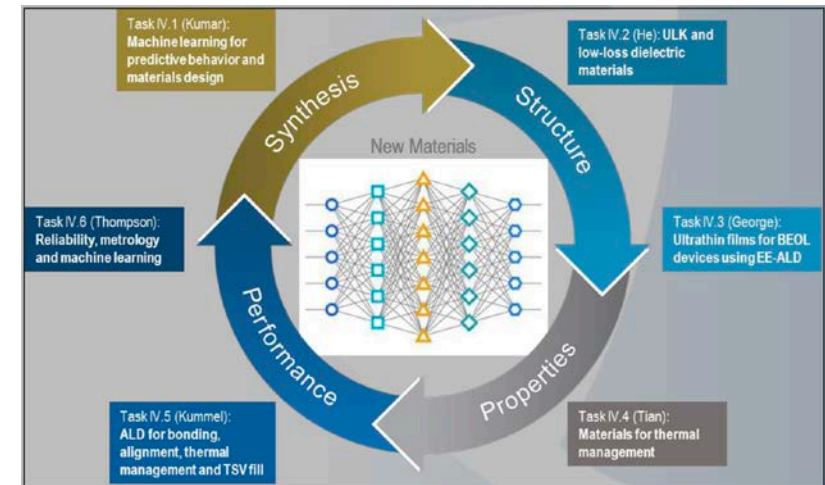 Task IV.1 (Kumar):
Machine learning for
predictive behavior and
materials design
Task IV.2 (He): ULK and
low-loss dielectric
materials
Synthesis
Structure
New Materials
Task IV.6 (Thompson):
Reliability, metrology
and machine learning
Task IV.3 (George):
Ultrathin films for BEOL
devices using EE-ALD
Performance
Properties
Task IV.5 (Kummel):
ALD for bonding,
alignment, thermal
management and TSV fill
Task IV.4 (Tian):
Materials for thermal
management